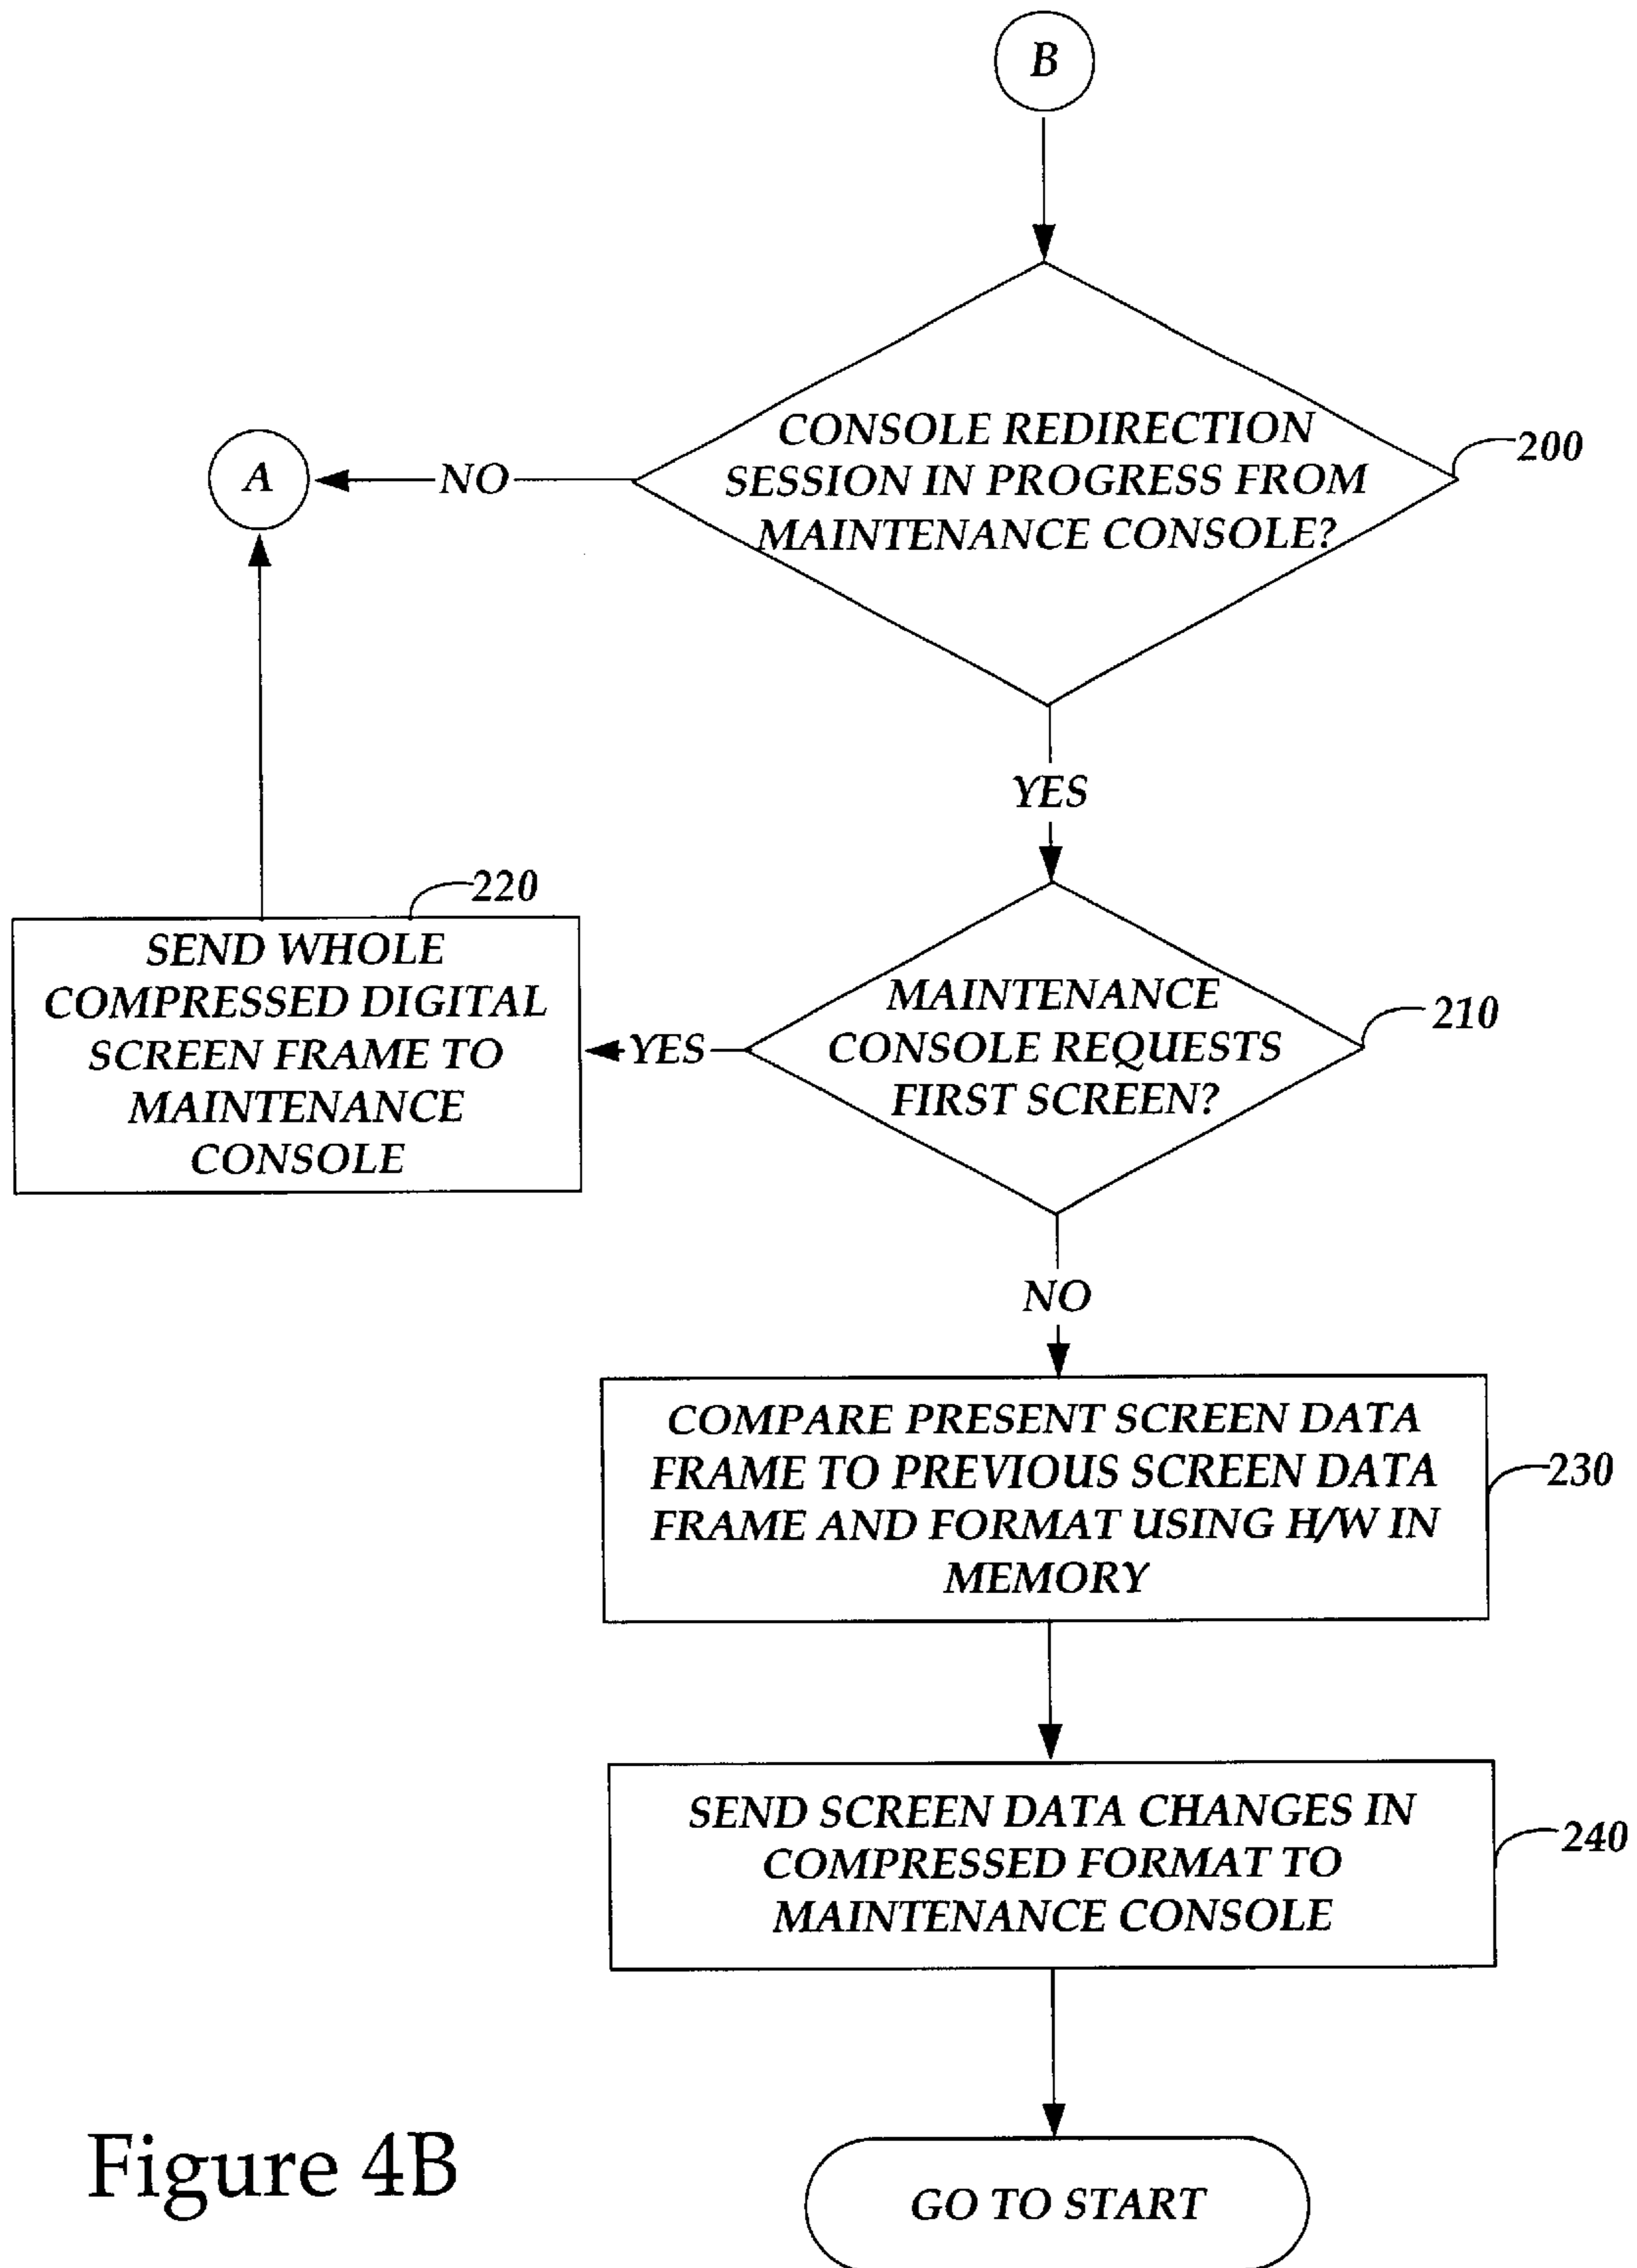 B
CONSOLE REDIRECTION
SESSION IN PROGRESS FROM
MAINTENANCE CONSOLE?
200
A
NO
YES
220
SEND WHOLE
COMPRESSED DIGITAL
SCREEN FRAME TO
MAINTENANCE
CONSOLE
YES
MAINTENANCE
CONSOLE REQUESTS
FIRST SCREEN?
210
NO
COMPARE PRESENT SCREEN DATA
FRAME TO PREVIOUS SCREEN DATA
FRAME AND FORMAT USING H/W IN
MEMORY
230
SEND SCREEN DATA CHANGES IN
COMPRESSED FORMAT TO
MAINTENANCE CONSOLE
240
GO TO START
Figure 4B